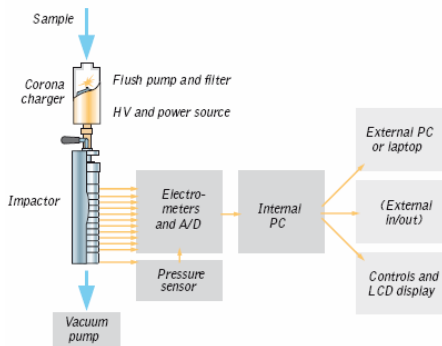 Sample
Corona
charger
Flush pump and filter
HV and power source
Impactor
Electro-
meters
and A/D
Internal
PC
External PC
or laptop
(External
in/out)
Controls and
LCD display
Pressure
sensor
Vacuum
pump